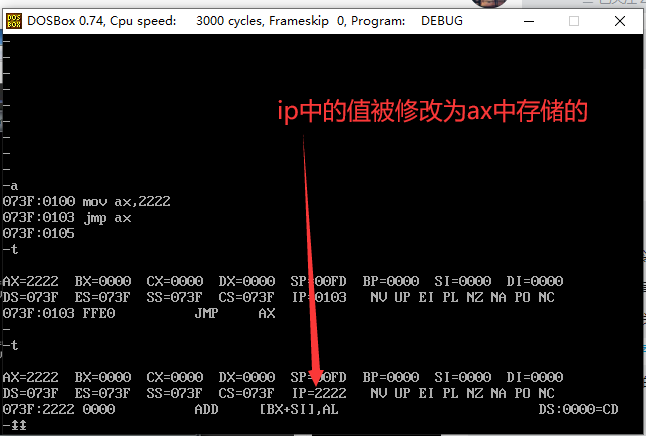 DOSBox 0.74, Cpu speed: 3000 cycles, Frameskip 0, Program: DEBUG
-
-
-
-
-
-
-
-
-
ip中的值被修改为ax中存储的
-a
073F:0100 mov ax,2222
073F:0103 jmp ax
073F:0105
-t
AX=2222 BX=0000 CX=0000 DX=0000 SP=00FD BP=0000 SI=0000 DI=0000
DS=073F ES=073F SS=073F CS=073F IP=0103 NV UP EI PL NZ NA PO NC
073F:0103 FFE0 JMP AX
-
-t
AX=2222 BX=0000 CX=0000 DX=0000 SP=00FD BP=0000 SI=0000 DI=0000
DS=073F ES=073F SS=073F CS=073F IP=2222 NV UP EI PL NZ NA PO NC
073F:2222 0000 ADD [BX+SI],AL DS:0000=CD
-‡‡